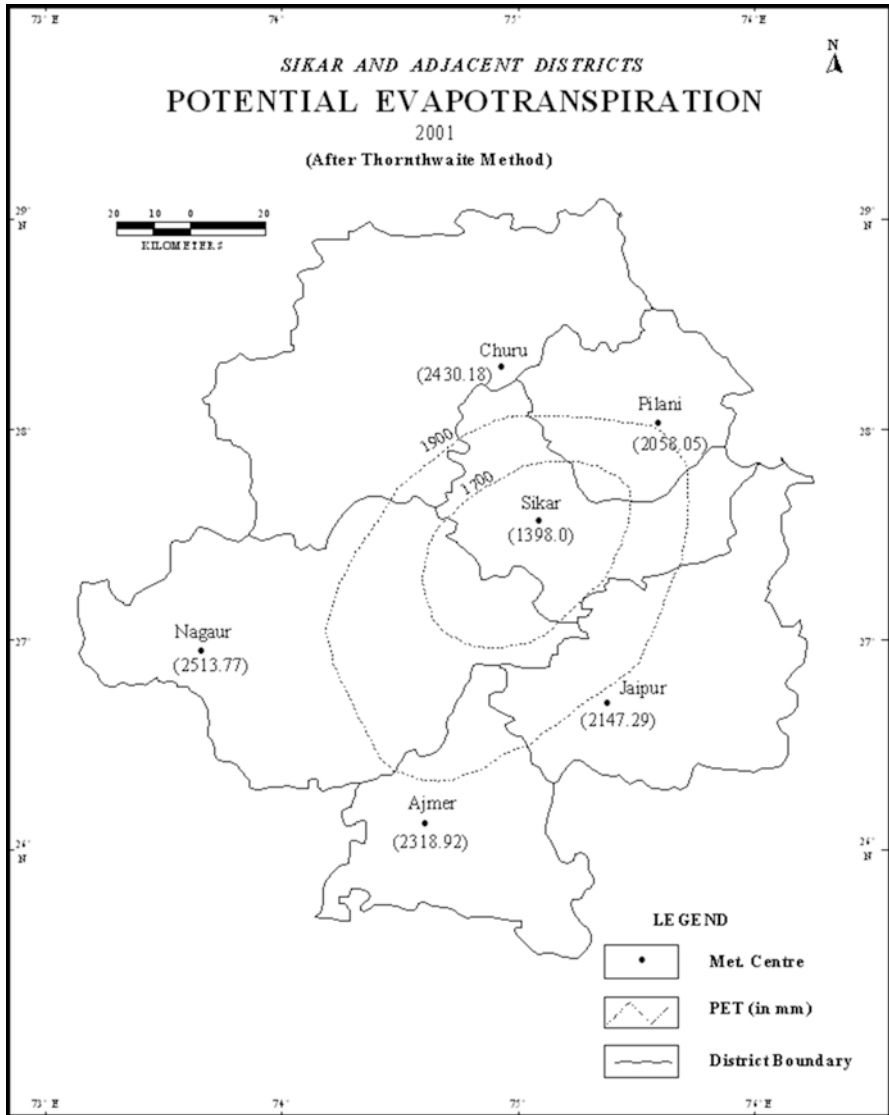 73° E 74° 75° 76° E
N
SIKAR AND ADJACENT DISTRICTS
POTENTIAL EVAPOTRANSPIRATION
2001
(After Thornthwaite Method)
20 10 0 20
KILOMETERS
29° N
29° N
Churu
(2430.18)
Pilani
(2058.05)
28° N
28° N
1900
1700
Sikar
(1398.0)
27° N
27° N
Nagaur
(2513.77)
Jaipur
(2147.29)
Ajmer
(2318.92)
26° N
26° N
LEGEND
Met. Centre
PET (in mm)
District Boundary
73° E 74° 75° 76° E